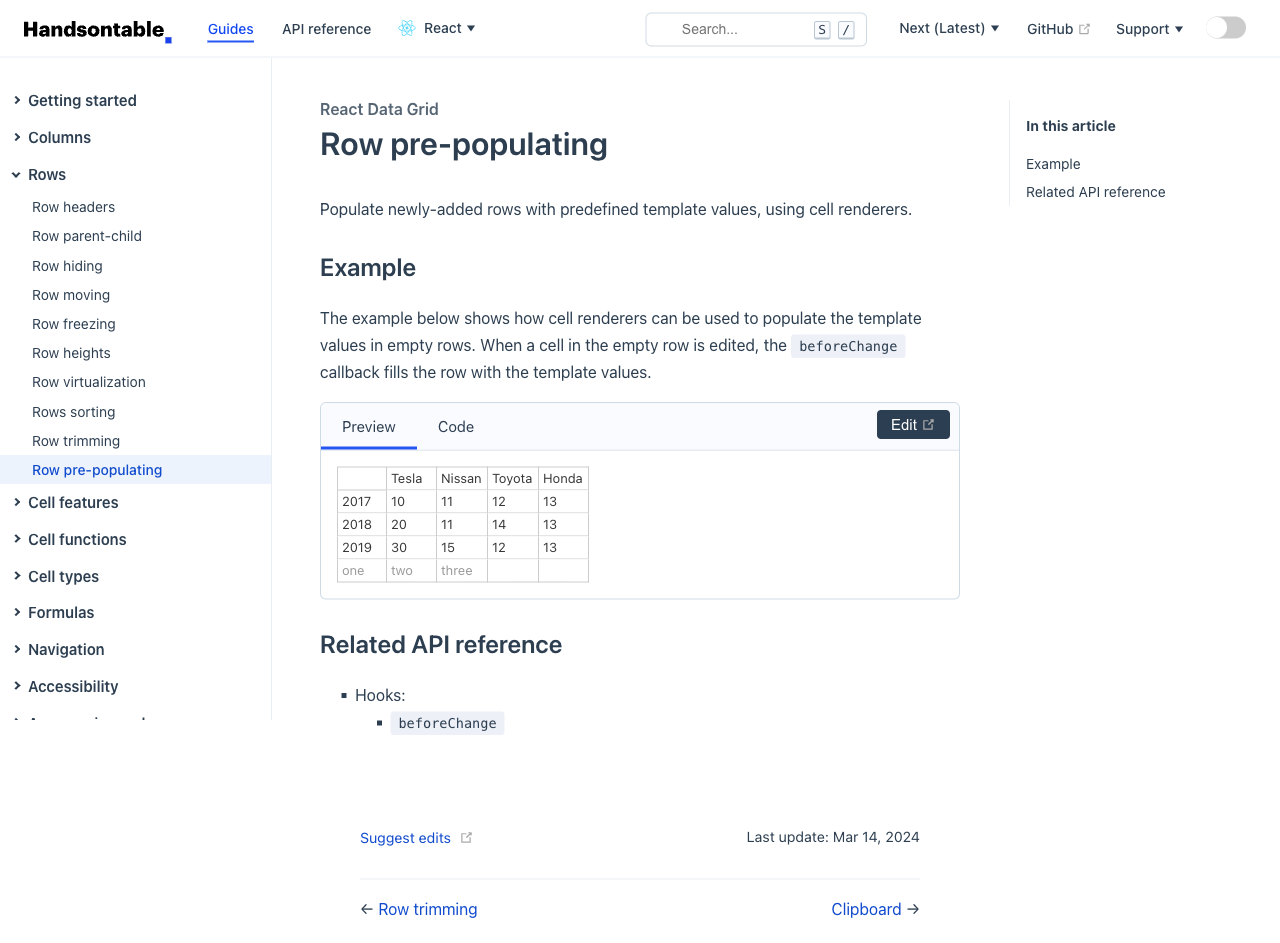 Handsontable
Guides
API reference
React
Search...
S
/
Next (Latest)
GitHub
Support
Getting started
Columns
Rows
Row headers
Row parent-child
Row hiding
Row moving
Row freezing
Row heights
Row virtualization
Rows sorting
Row trimming
Row pre-populating
Cell features
Cell functions
Cell types
Formulas
Navigation
Accessibility
React Data Grid
Row pre-populating
Populate newly-added rows with predefined template values, using cell renderers.
Example
The example below shows how cell renderers can be used to populate the template
values in empty rows. When a cell in the empty row is edited, the beforeChange
callback fills the row with the template values.
Preview Code Edit
Tesla Nissan Toyota Honda
2017 10 11 12 13
2018 20 11 14 13
2019 30 15 12 13
one two three
Related API reference
Hooks:
beforeChange
Suggest edits
Last update: Mar 14, 2024
← Row trimming
Clipboard →
In this article
Example
Related API reference